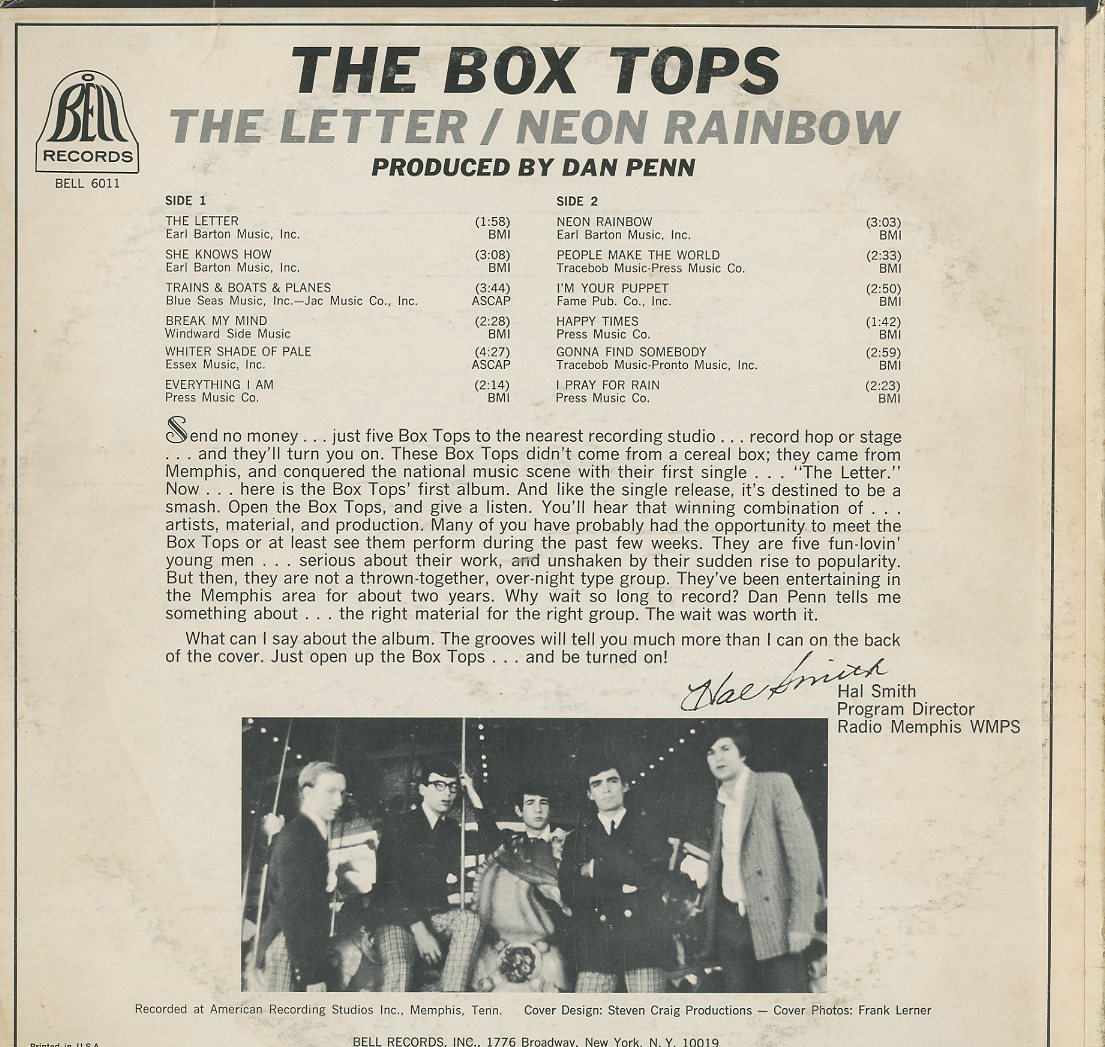 THE BOX TOPS
THE LETTER / NEON RAINBOW
PRODUCED BY DAN PENN
BELL
RECORDS
BELL 6011
SIDE 1
THE LETTER (1:58)
Earl Barton Music, Inc. BMI
SHE KNOWS HOW (3:08)
Earl Barton Music, Inc. BMI
TRAINS & BOATS & PLANES (3:44)
Blue Seas Music, Inc.—Jac Music Co., Inc. ASCAP
BREAK MY MIND (2:28)
Windward Side Music BMI
WHITER SHADE OF PALE (4:27)
Essex Music, Inc. ASCAP
EVERYTHING I AM (2:14)
Press Music Co. BMI
SIDE 2
NEON RAINBOW (3:03)
Earl Barton Music, Inc. BMI
PEOPLE MAKE THE WORLD (2:33)
Tracebob Music-Press Music Co. BMI
I'M YOUR PUPPET (2:50)
Fame Pub. Co., Inc. BMI
HAPPY TIMES (1:42)
Press Music Co. BMI
GONNA FIND SOMEBODY (2:59)
Tracebob Music-Pronto Music, Inc. BMI
I PRAY FOR RAIN (2:23)
Press Music Co. BMI
Send no money . . . just five Box Tops to the nearest recording studio . . . record hop or stage
. . . and they'll turn you on. These Box Tops didn't come from a cereal box; they came from
Memphis, and conquered the national music scene with their first single . . . "The Letter."
Now . . . here is the Box Tops' first album. And like the single release, it's destined to be a
smash. Open the Box Tops, and give a listen. You'll hear that winning combination of . . .
artists, material, and production. Many of you have probably had the opportunity to meet the
Box Tops or at least see them perform during the past few weeks. They are five fun-lovin'
young men . . . serious about their work, and unshaken by their sudden rise to popularity.
But then, they are not a thrown-together, over-night type group. They've been entertaining in
the Memphis area for about two years. Why wait so long to record? Dan Penn tells me
something about . . . the right material for the right group. The wait was worth it.
What can I say about the album. The grooves will tell you much more than I can on the back
of the cover. Just open up the Box Tops . . . and be turned on!
Hal Smith
Hal Smith
Program Director
Radio Memphis WMPS
Recorded at American Recording Studios Inc., Memphis, Tenn. Cover Design: Steven Craig Productions — Cover Photos: Frank Lerner
Printed in U.S.A.
BELL RECORDS, INC., 1776 Broadway, New York, N. Y. 10019